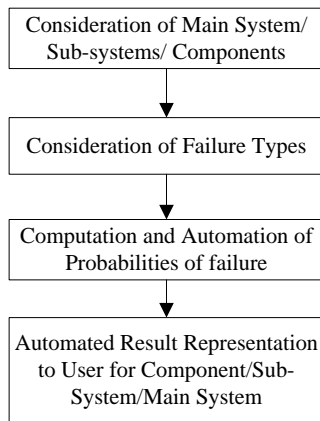 Consideration of Main System/
Sub-systems/ Components
Consideration of Failure Types
Computation and Automation of
Probabilities of failure
Automated Result Representation
to User for Component/Sub-
System/Main System